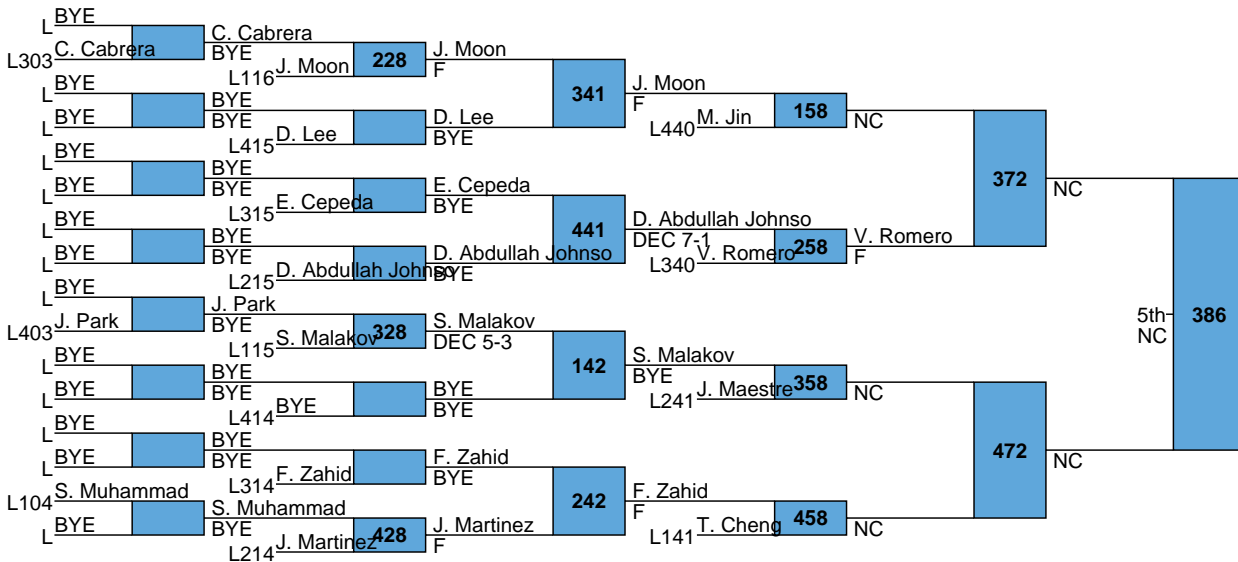 L BYE
L303 C. Cabrera
C. Cabrera
BYE
L116 J. Moon
228
J. Moon
F
L BYE
L BYE
BYE
BYE
L415 D. Lee
D. Lee
BYE
341
J. Moon
F
L440 M. Jin
158
NC
L BYE
L BYE
BYE
BYE
L315 E. Cepeda
E. Cepeda
BYE
L BYE
L BYE
BYE
BYE
L215 D. Abdullah Johnso
D. Abdullah Johnso
BYE
441
D. Abdullah Johnso
DEC 7-1
L340 V. Romero
258
V. Romero
F
372
NC
L BYE
L403 J. Park
J. Park
BYE
L115 S. Malakov
328
S. Malakov
DEC 5-3
L BYE
L BYE
BYE
BYE
L414 BYE
BYE
BYE
142
S. Malakov
BYE
L241 J. Maestre
358
NC
L BYE
L BYE
BYE
BYE
L314 F. Zahid
F. Zahid
BYE
L104 S. Muhammad
L BYE
S. Muhammad
BYE
L214 J. Martinez
428
J. Martinez
F
242
F. Zahid
F
L141 T. Cheng
458
NC
472
NC
5th
NC
386